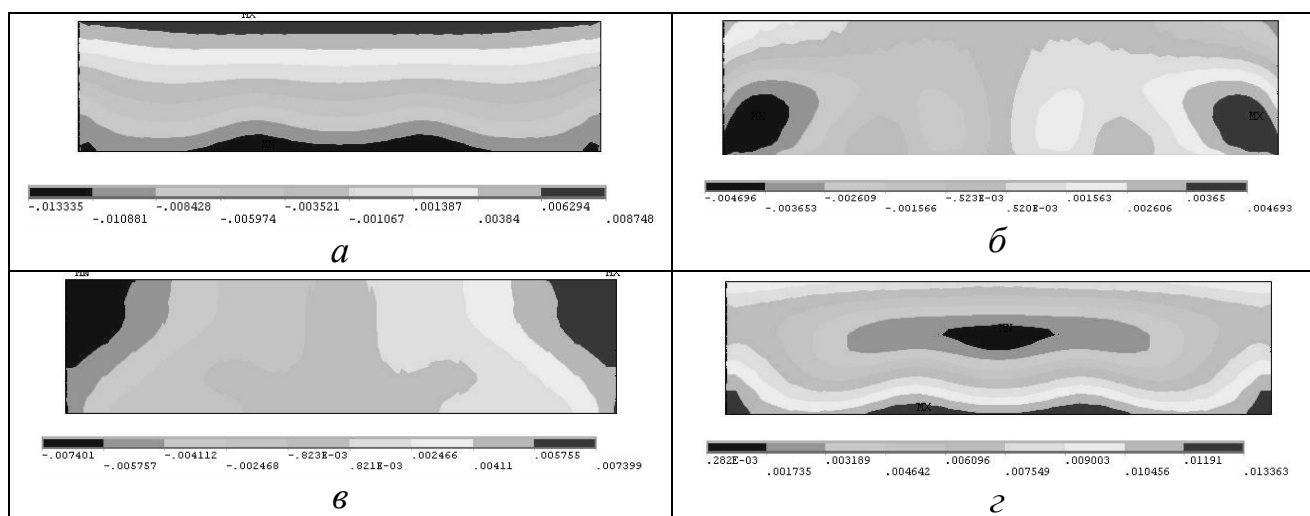 MX
MN
-.013335 -.008428 -.003521 .001387 .006294
-.010881 -.005974 -.001067 .00384 .008748
а
MN MX
-.004696 -.002609 -.523E-03 .001563 .00365
-.003653 -.001566 .520E-03 .002606 .004693
б
MN MX
-.007401 -.004112 -.823E-03 .002466 .005755
-.005757 -.002468 .821E-03 .00411 .007399
в
MN
MX
.282E-03 .003189 .006096 .009003 .01191
.001735 .004642 .007549 .010456 .013363
г